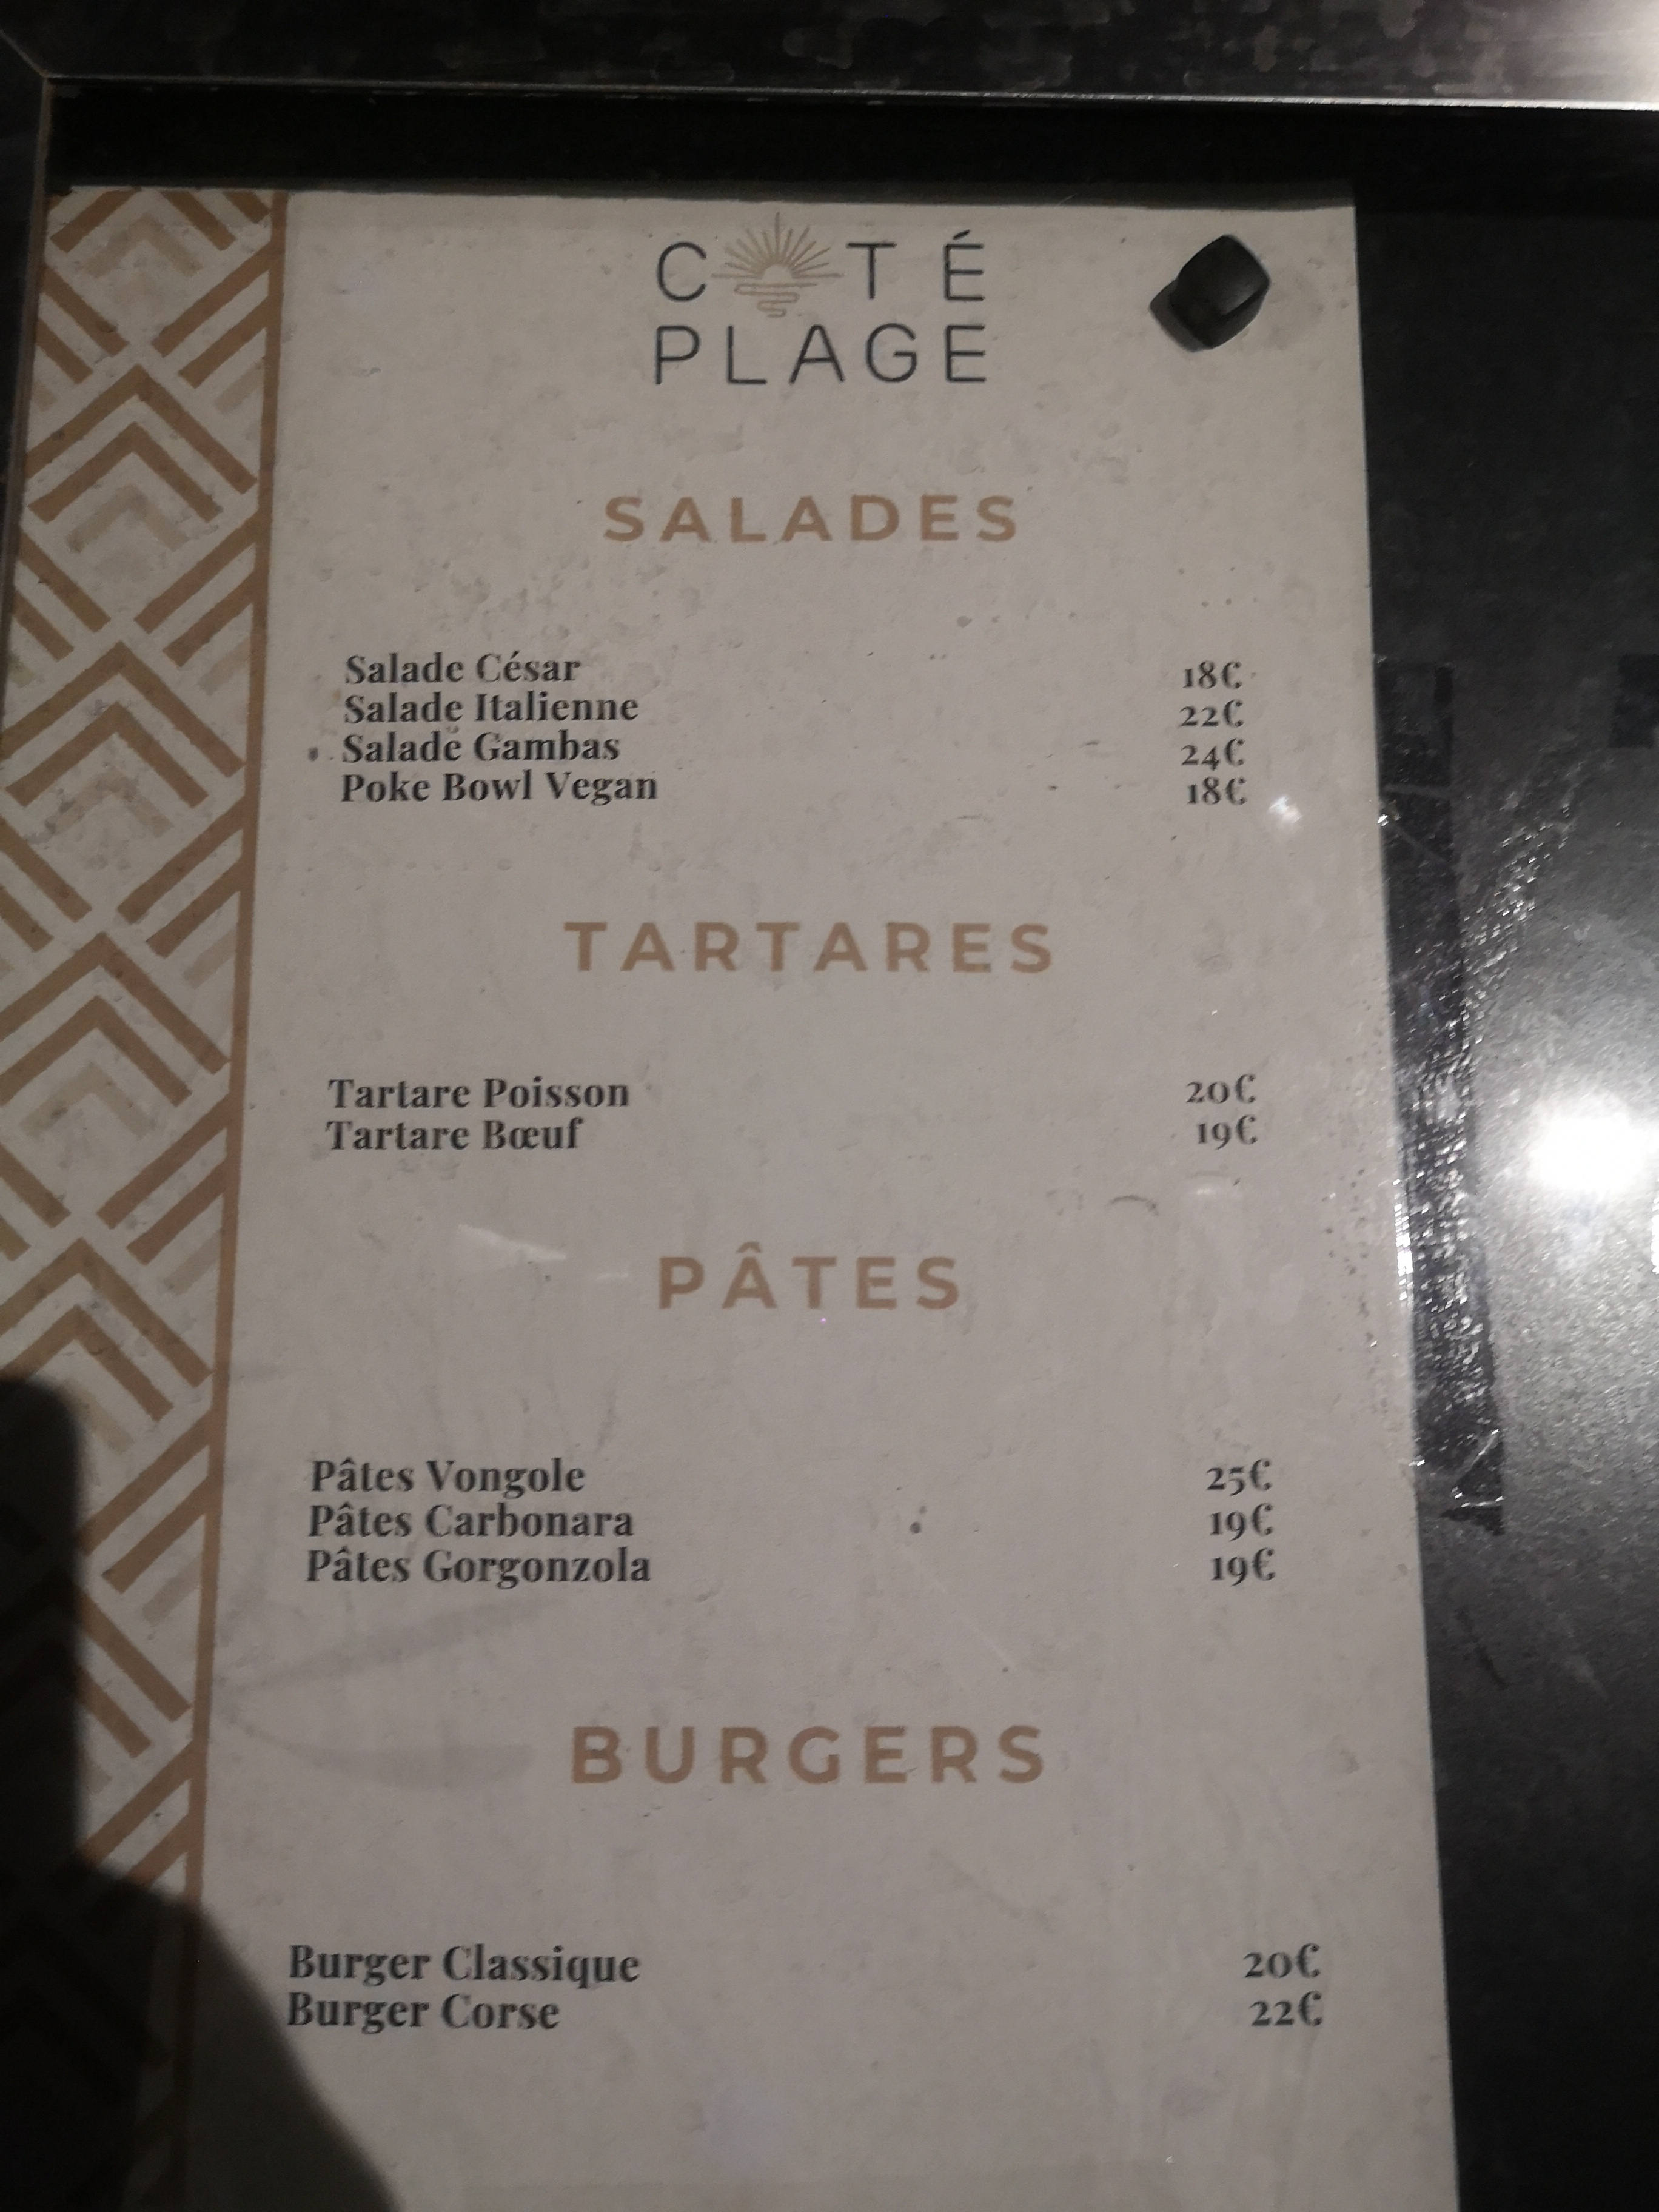 CÔTÉ
PLAGE
SALADES
Salade César 18€
Salade Italienne 22€
Salade Gambas 24€
Poke Bowl Vegan 18€
TARTARES
Tartare Poisson 20€
Tartare Bœuf 19€
PÂTES
Pâtes Vongole 25€
Pâtes Carbonara 19€
Pâtes Gorgonzola 19€
BURGERS
Burger Classique 20€
Burger Corse 22€